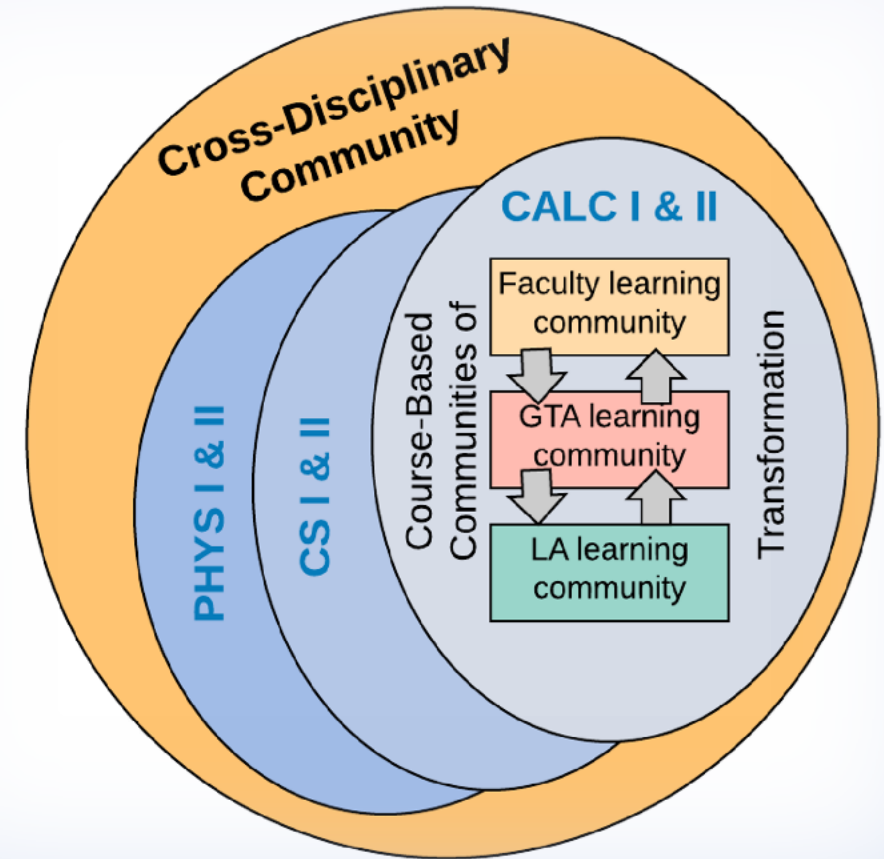 Cross-Disciplinary
Community
PHYS I & II
CS I & II
CALC I & II
Course-Based
Communities of
Transformation
Faculty learning
community
GTA learning
community
LA learning
community